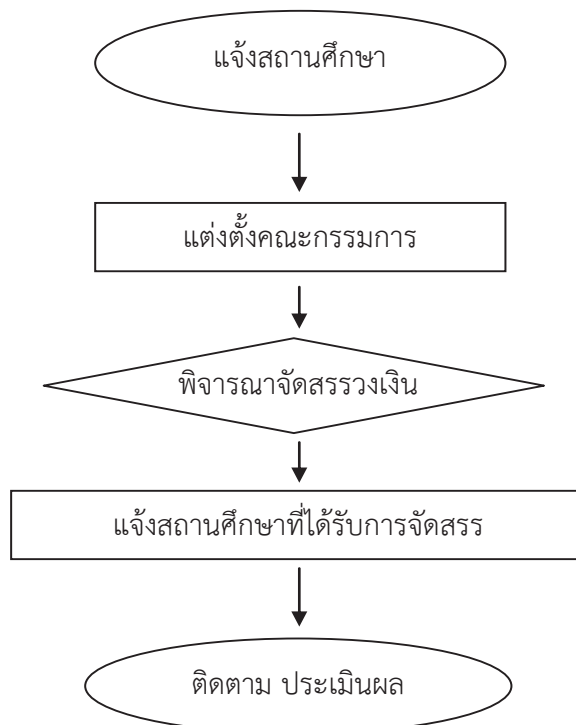 แจ้งสถานศึกษา
แต่งตั้งคณะกรรมการ
พิจารณาจัดสรรวงเงิน
แจ้งสถานศึกษาที่ได้รับการจัดสรร
ติดตาม ประเมินผล